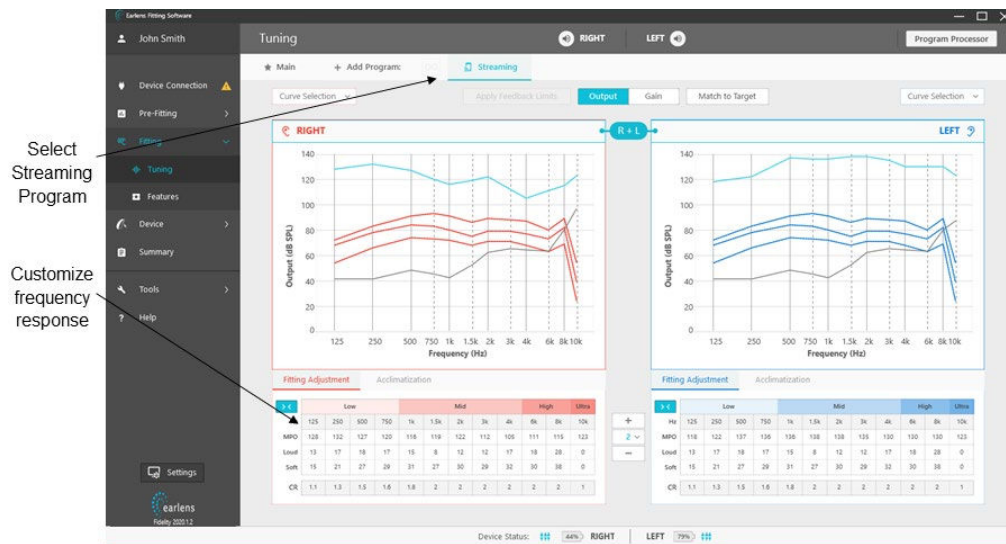 Earlens Fitting Software
John Smith
Tuning
RIGHT
LEFT
Program Processor
Main
+ Add Program:
Streaming
Device Connection
Pre-Fitting
Fitting
Tuning
Features
Device
Summary
Tools
? Help
Settings
earlens
Fidelity 2020.1.2
Select
Streaming
Program
Customize
frequency
response
Curve Selection
Apply Feedback Limits
Output
Gain
Match to Target
Curve Selection
RIGHT
R + L
LEFT
Output (dB SPL)
140
120
100
80
60
40
20
0
125 250 500 750 1k 1.5k 2k 3k 4k 6k 8k 10k
Frequency (Hz)
Output (dB SPL)
140
120
100
80
60
40
20
0
125 250 500 750 1k 1.5k 2k 3k 4k 6k 8k 10k
Frequency (Hz)
Fitting Adjustment Acclimatization
Low Mid High Ultra
125 250 500 750 1k 1.5k 2k 3k 4k 6k 8k 10k
MPO 128 132 127 120 116 119 122 112 105 111 115 123
Loud 13 17 18 17 15 8 12 12 17 18 28 0
Soft 15 21 27 29 31 27 30 29 32 30 38 0
CR 1.1 1.3 1.5 1.6 1.8 2 2 2 2 2 2 1
+
2
−
Fitting Adjustment Acclimatization
Low Mid High Ultra
Hz 125 250 500 750 1k 1.5k 2k 3k 4k 6k 8k 10k
MPO 118 122 137 136 136 138 138 135 130 130 130 123
Loud 13 17 18 17 15 8 12 12 17 18 28 0
Soft 15 21 27 29 31 27 30 29 32 30 38 0
CR 1.1 1.3 1.5 1.6 1.8 2 2 2 2 2 2 1
Device Status: 44% RIGHT LEFT 79%